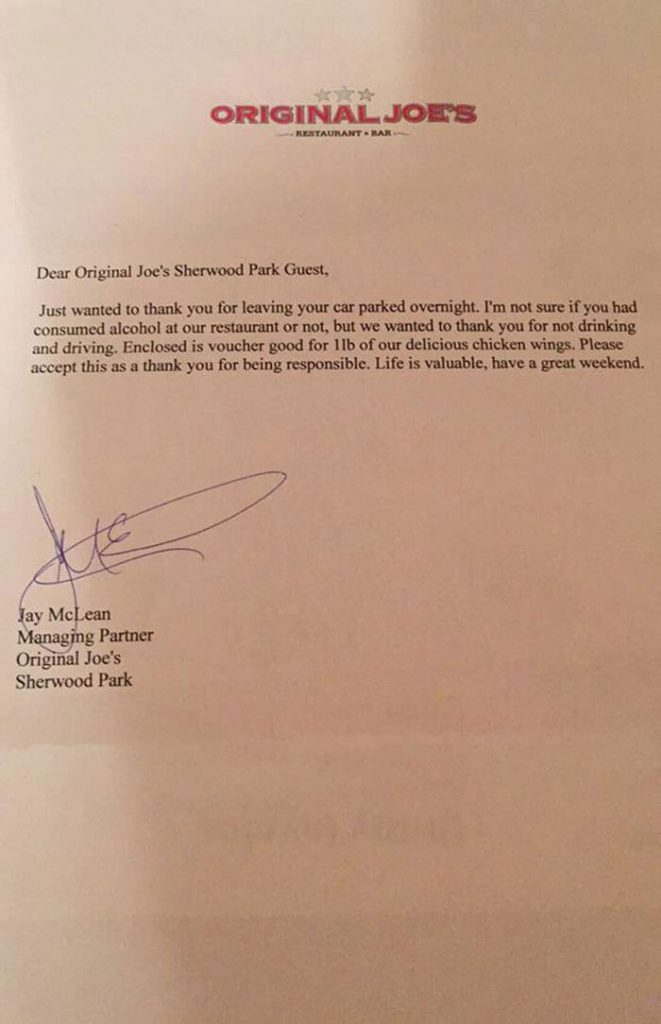 ORIGINAL JOE'S
RESTAURANT • BAR
Dear Original Joe's Sherwood Park Guest,
Just wanted to thank you for leaving your car parked overnight. I'm not sure if you had
consumed alcohol at our restaurant or not, but we wanted to thank you for not drinking
and driving. Enclosed is voucher good for 1lb of our delicious chicken wings. Please
accept this as a thank you for being responsible. Life is valuable, have a great weekend.
Jay McLean
Managing Partner
Original Joe's
Sherwood Park